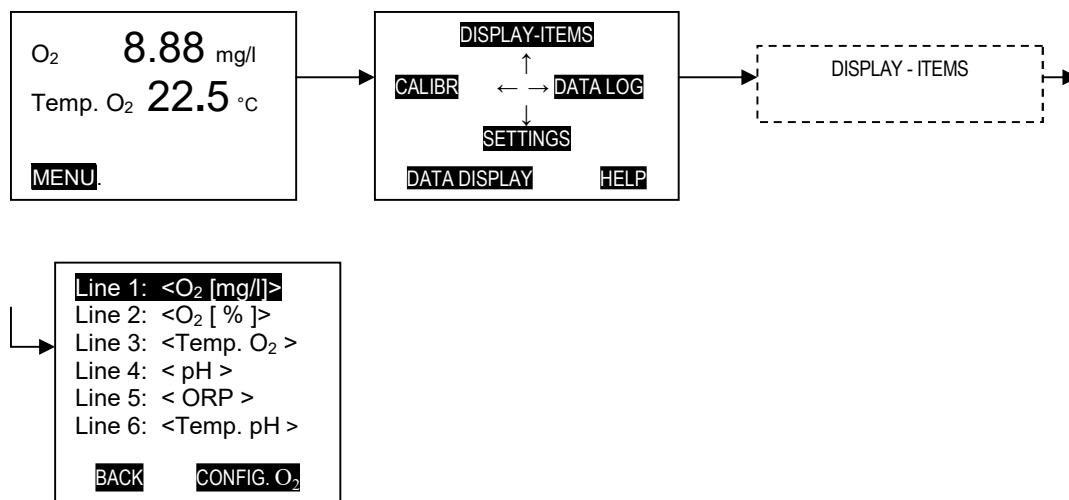 O₂ 8.88 mg/l
Temp. O₂ 22.5 °C
MENU.
DISPLAY-ITEMS
↑
CALIBR ← → DATA LOG
↓
SETTINGS
DATA DISPLAY HELP
DISPLAY - ITEMS
Line 1: <O₂ [mg/l]>
Line 2: <O₂ [ % ]>
Line 3: <Temp. O₂ >
Line 4: < pH >
Line 5: < ORP >
Line 6: <Temp. pH >
BACK CONFIG. O₂